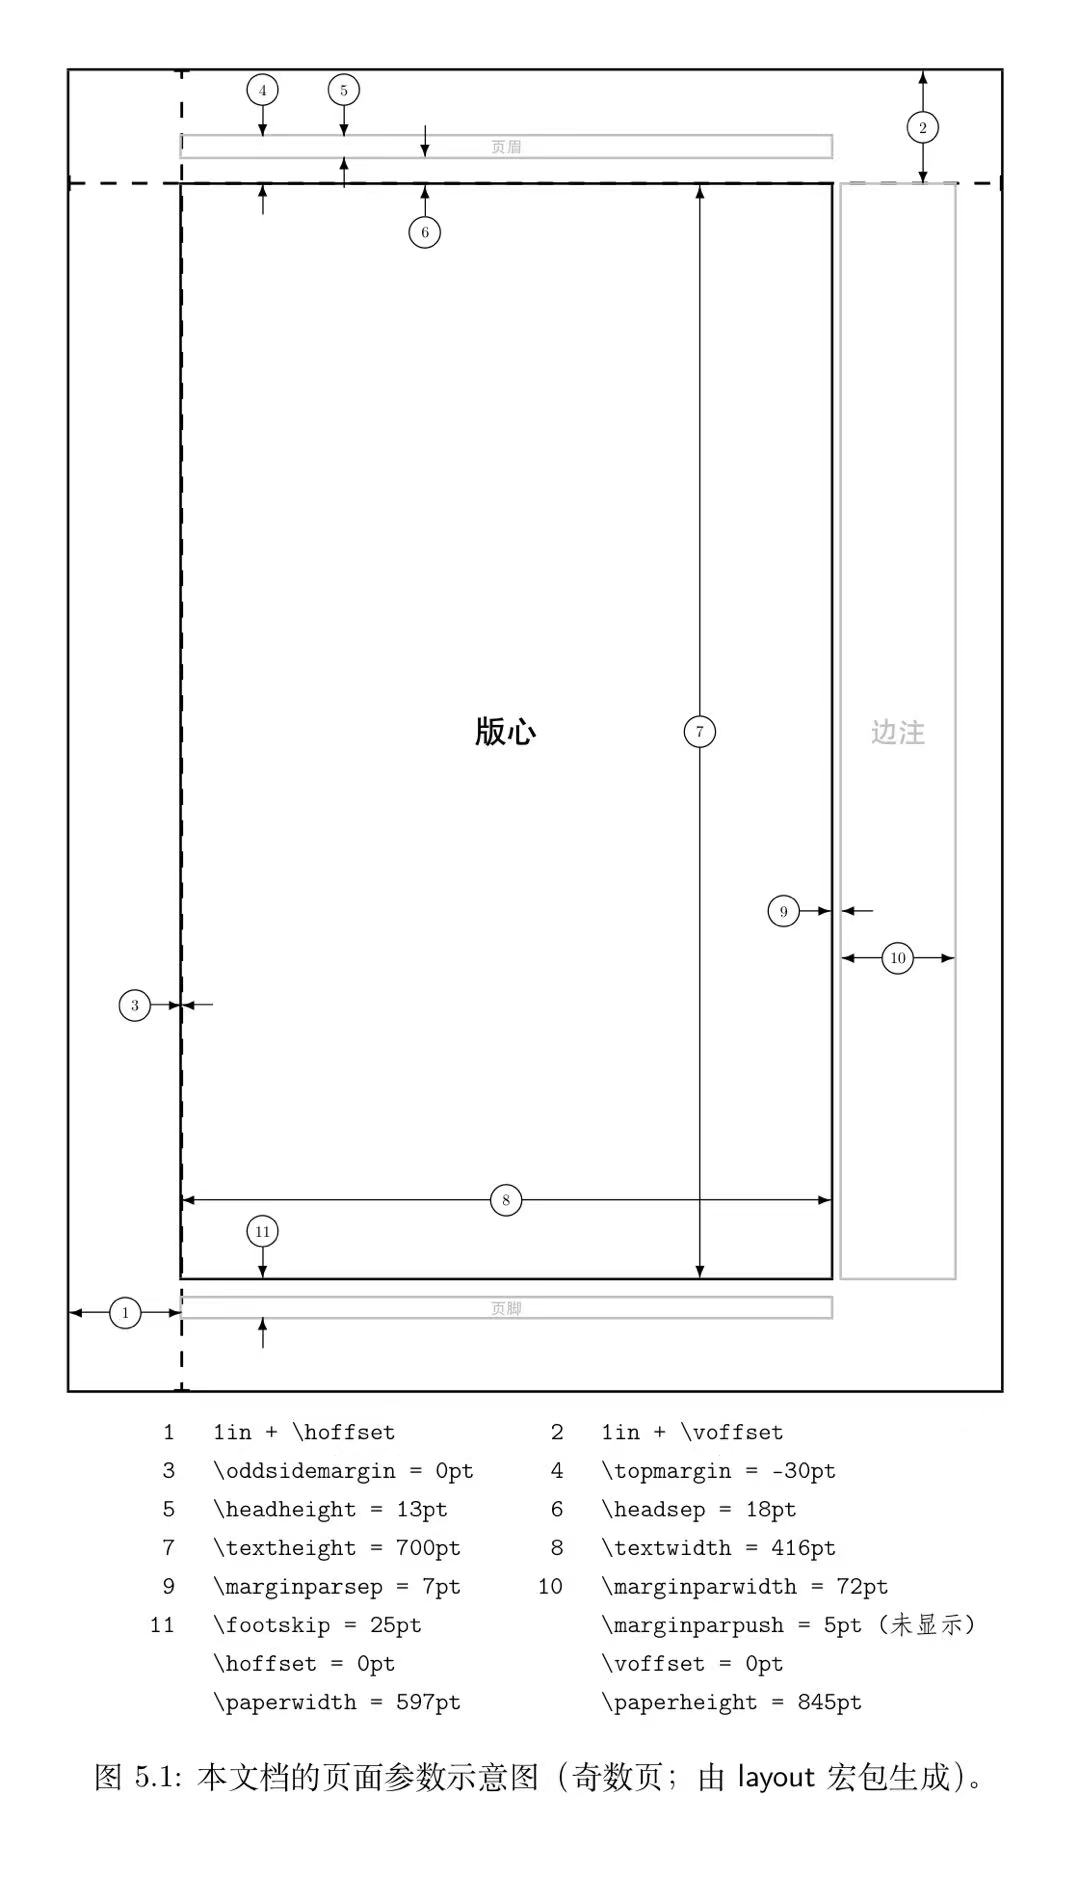 4
5
2
页眉
6
版心
7
边注
9
10
3
8
11
1
页脚
1 1in + \hoffset 2 1in + \voffset
3 \oddsidemargin = 0pt 4 \topmargin = -30pt
5 \headheight = 13pt 6 \headsep = 18pt
7 \textheight = 700pt 8 \textwidth = 416pt
9 \marginparsep = 7pt 10 \marginparwidth = 72pt
11 \footskip = 25pt \marginparpush = 5pt（未显示）
\hoffset = 0pt \voffset = 0pt
\paperwidth = 597pt \paperheight = 845pt
图 5.1: 本文档的页面参数示意图（奇数页；由 layout 宏包生成）。